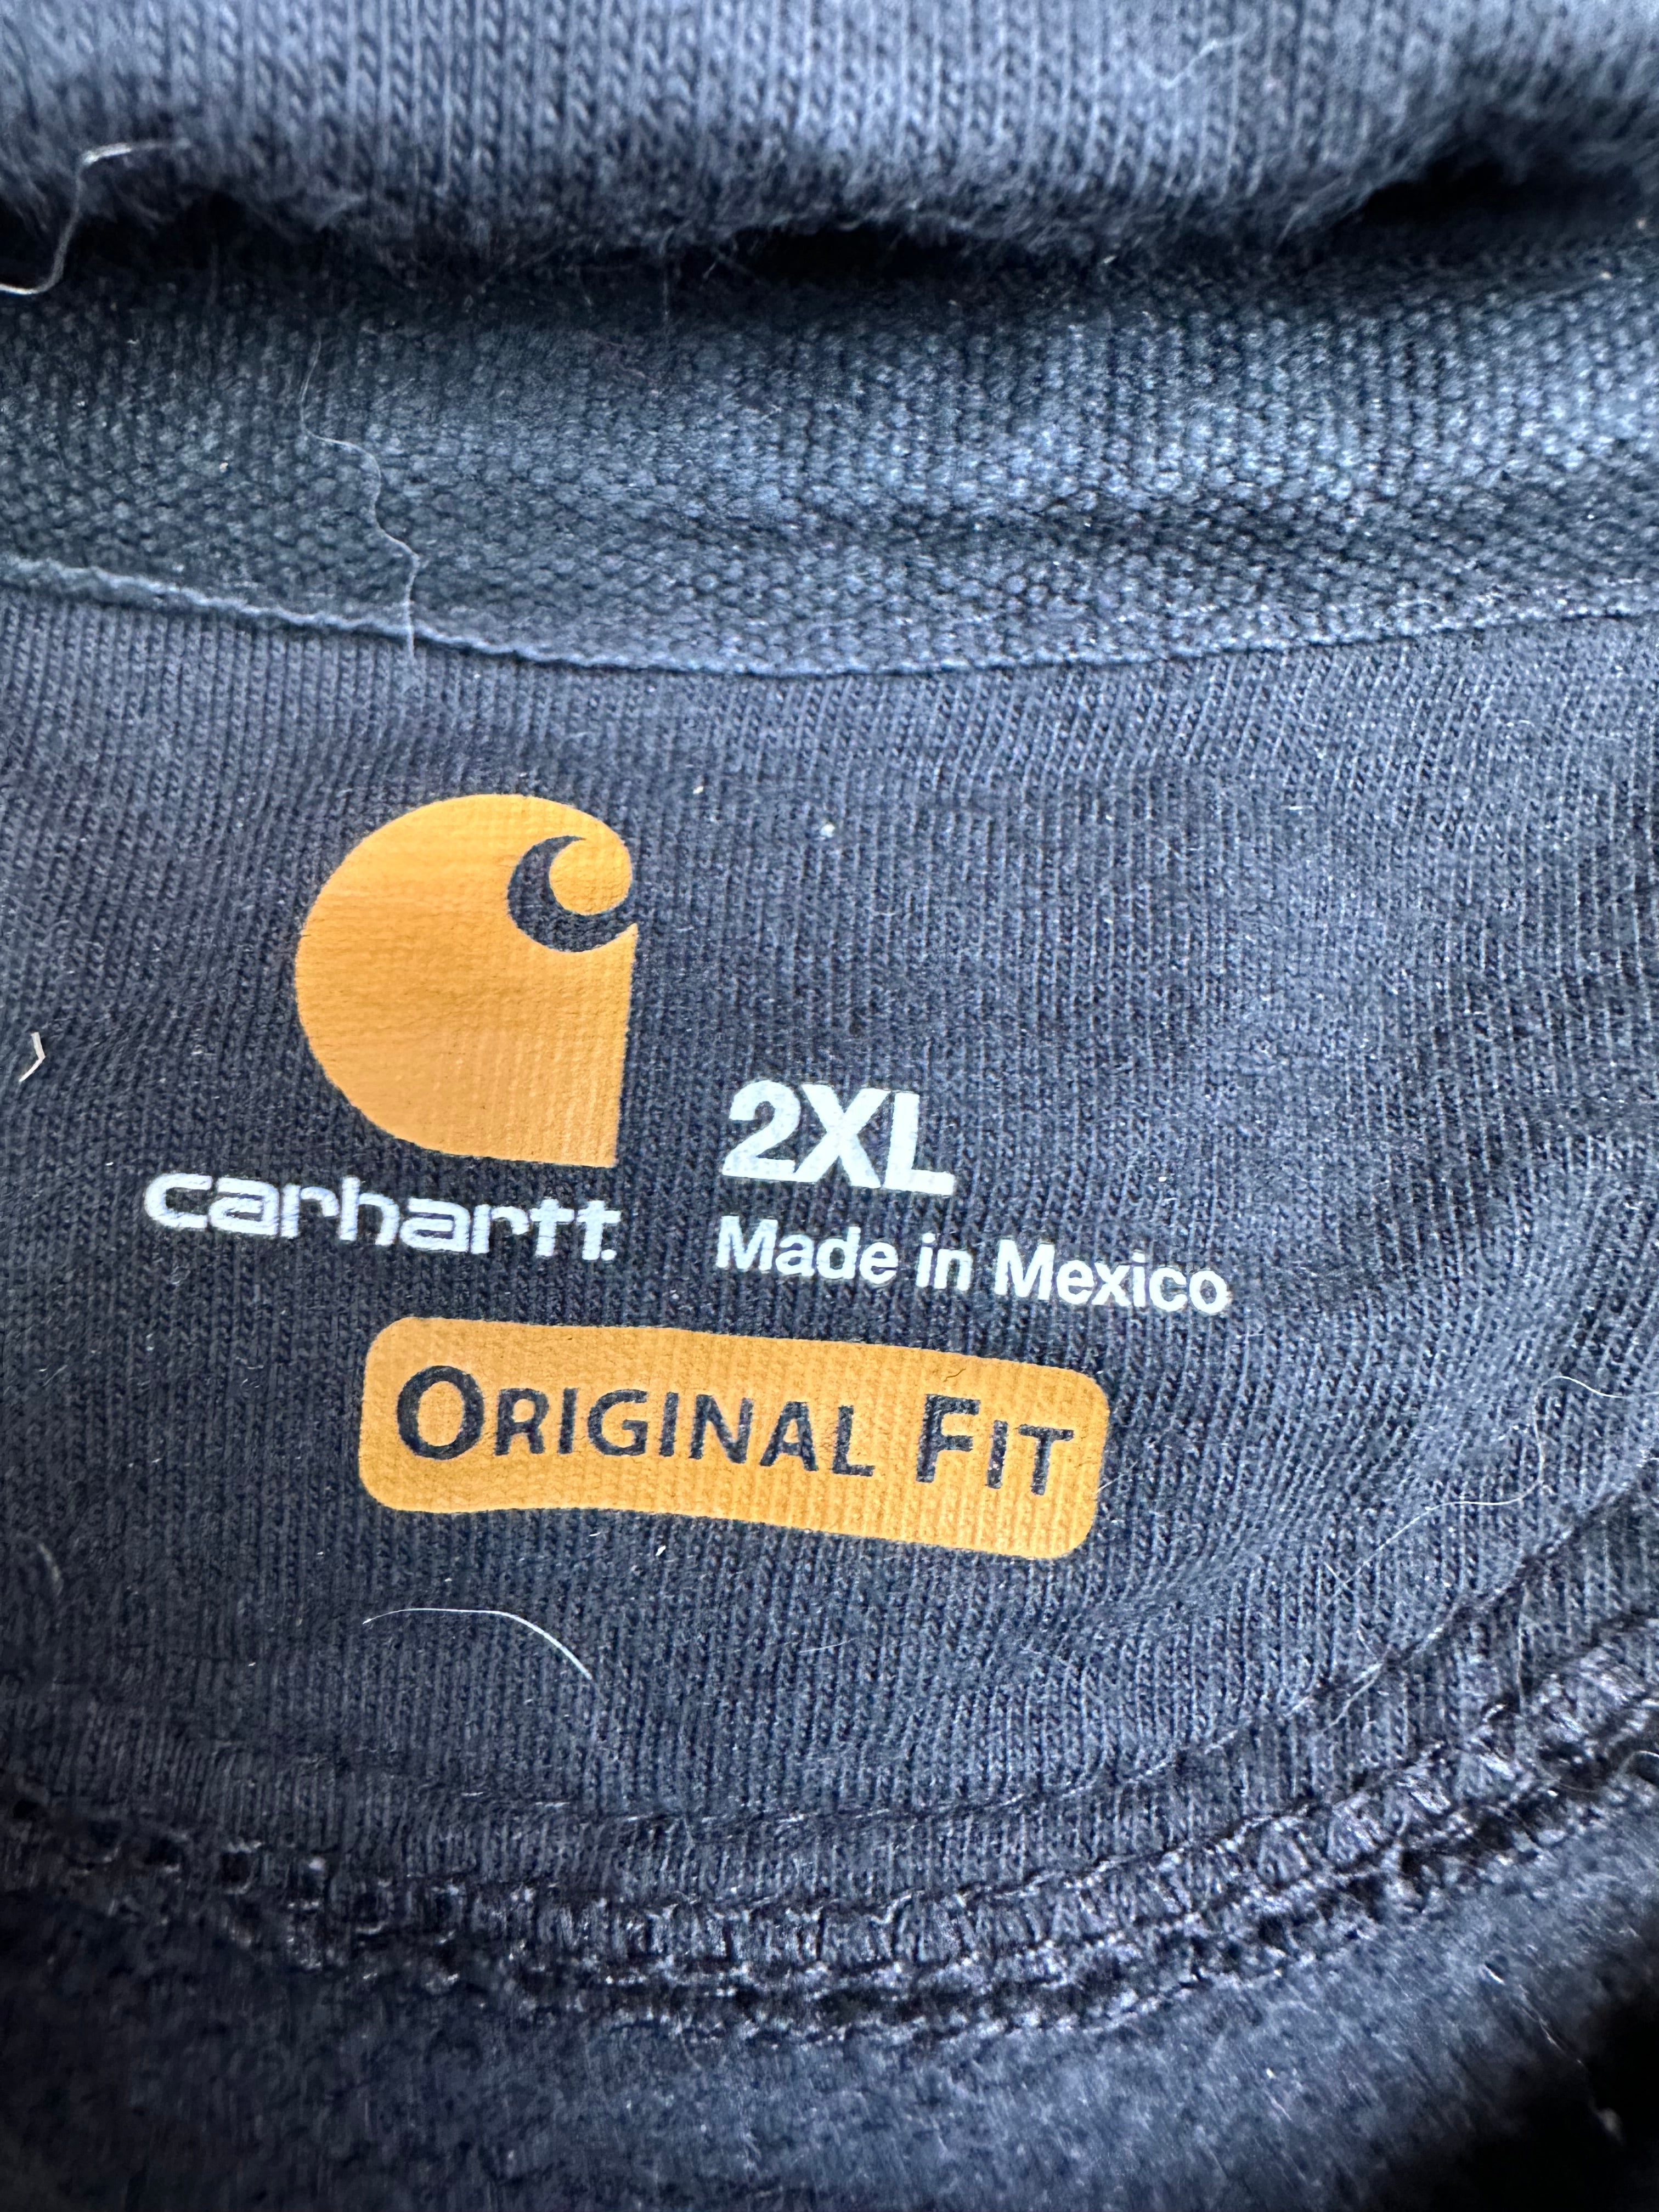 carhartt.
2XL
Made in Mexico
ORIGINAL FIT